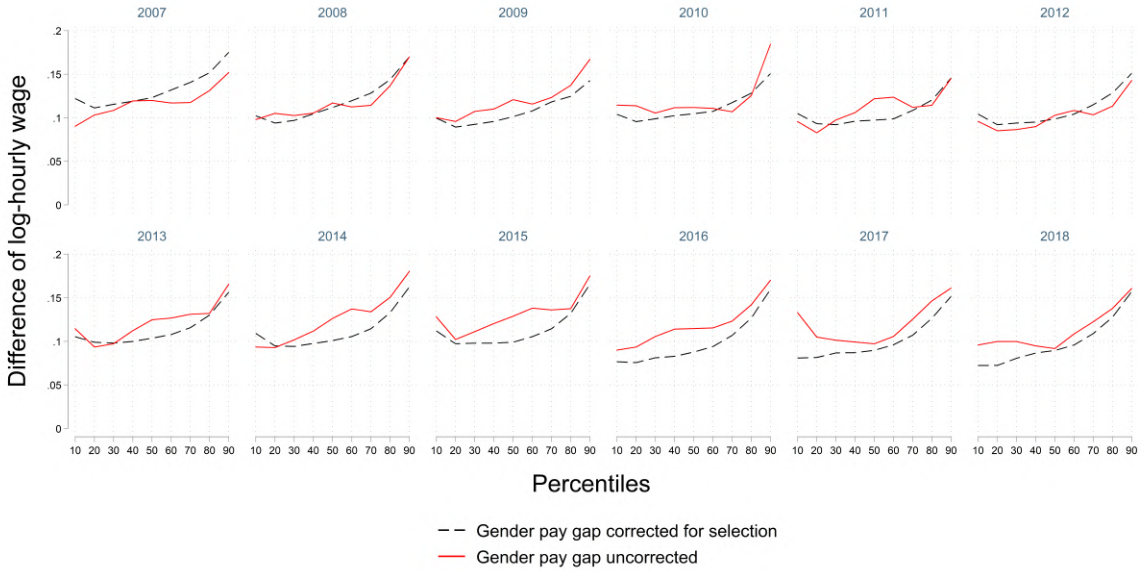 2007 2008 2009 2010 2011 2012
.2
.15
.1
.05
0
2013 2014 2015 2016 2017 2018
.2
.15
.1
.05
0
10 20 30 40 50 60 70 80 90 10 20 30 40 50 60 70 80 90 10 20 30 40 50 60 70 80 90 10 20 30 40 50 60 70 80 90 10 20 30 40 50 60 70 80 90 10 20 30 40 50 60 70 80 90
Difference of log-hourly wage
Percentiles
Gender pay gap corrected for selection
Gender pay gap uncorrected